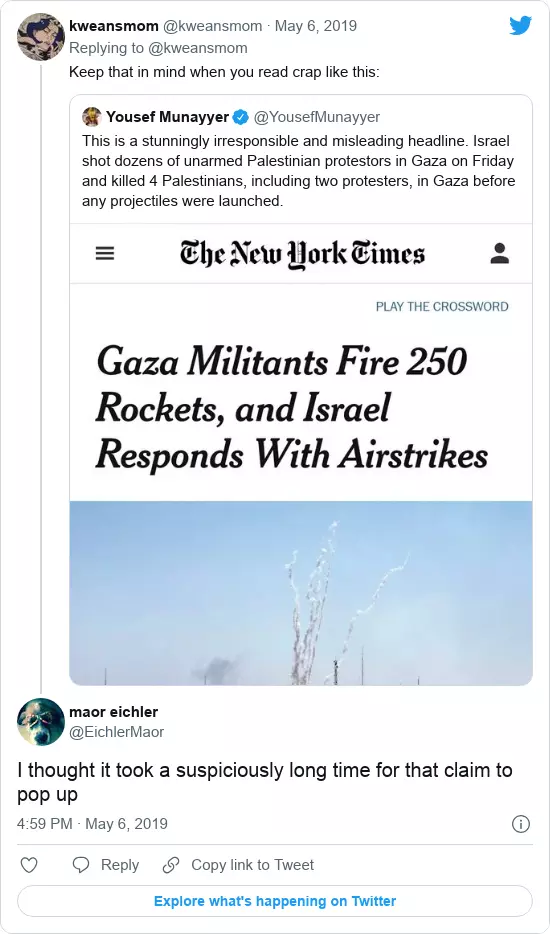 kweansmom @kweansmom · May 6, 2019
Replying to @kweansmom
Keep that in mind when you read crap like this:
Yousef Munayyer @YousefMunayyer
This is a stunningly irresponsible and misleading headline. Israel
shot dozens of unarmed Palestinian protestors in Gaza on Friday
and killed 4 Palestinians, including two protesters, in Gaza before
any projectiles were launched.
The New York Times
PLAY THE CROSSWORD
Gaza Militants Fire 250
Rockets, and Israel
Responds With Airstrikes
maor eichler
@EichlerMaor
I thought it took a suspiciously long time for that claim to
pop up
4:59 PM · May 6, 2019
Reply Copy link to Tweet
Explore what's happening on Twitter